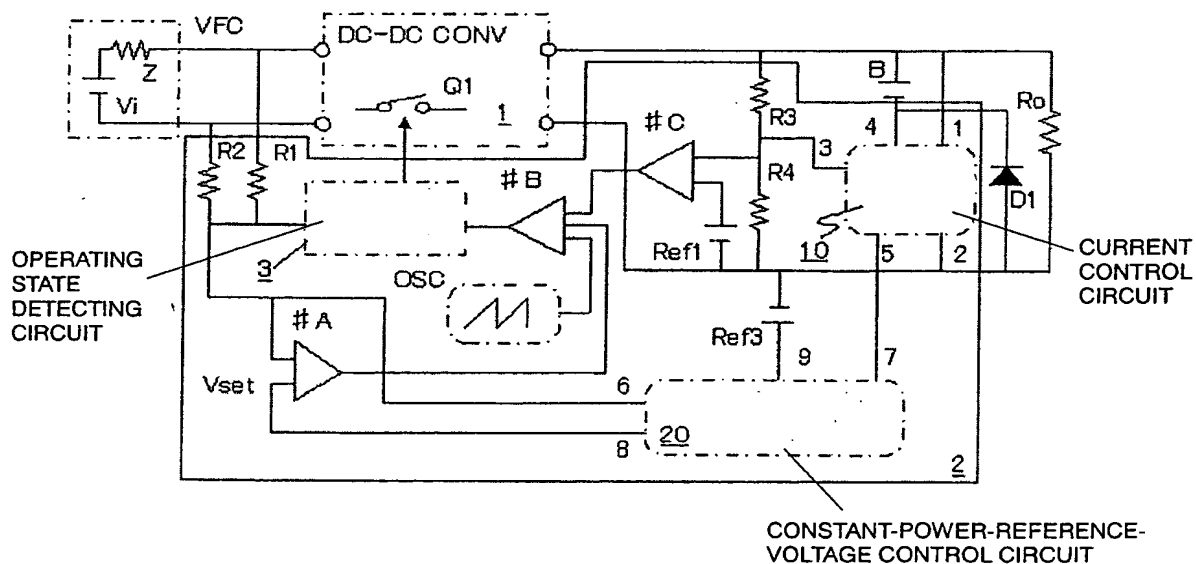 VFC
DC-DC CONV
Z
Vi
Q1
1
B
R3
Ro
#C
4
1
3
R2
R1
#B
R4
D1
Ref1
10
5
2
OPERATING
STATE
DETECTING
CIRCUIT
3
OSC
CURRENT
CONTROL
CIRCUIT
#A
Ref3
9
7
Vset
6
20
8
2
CONSTANT-POWER-REFERENCE-
VOLTAGE CONTROL CIRCUIT